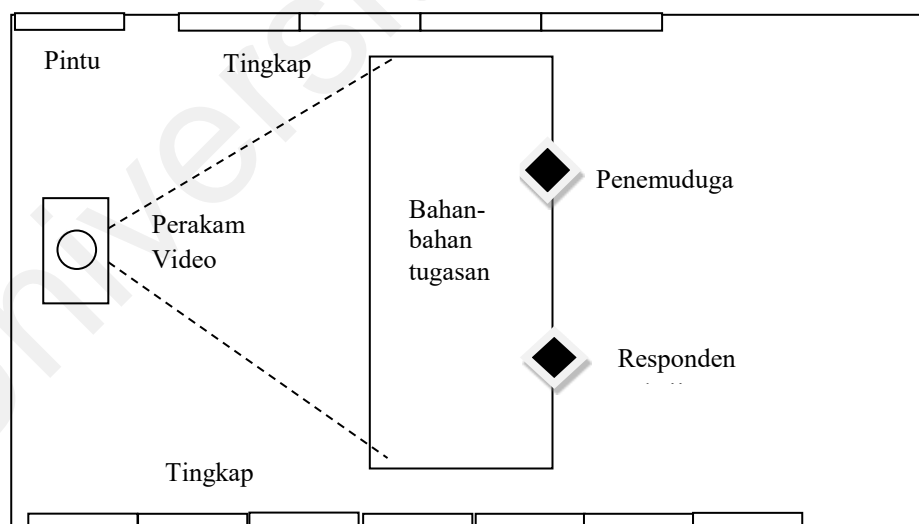 Pintu
Tingkap
Penemuduga
Perakam
Video
Bahan-
bahan
tugasan
Responden
Tingkap